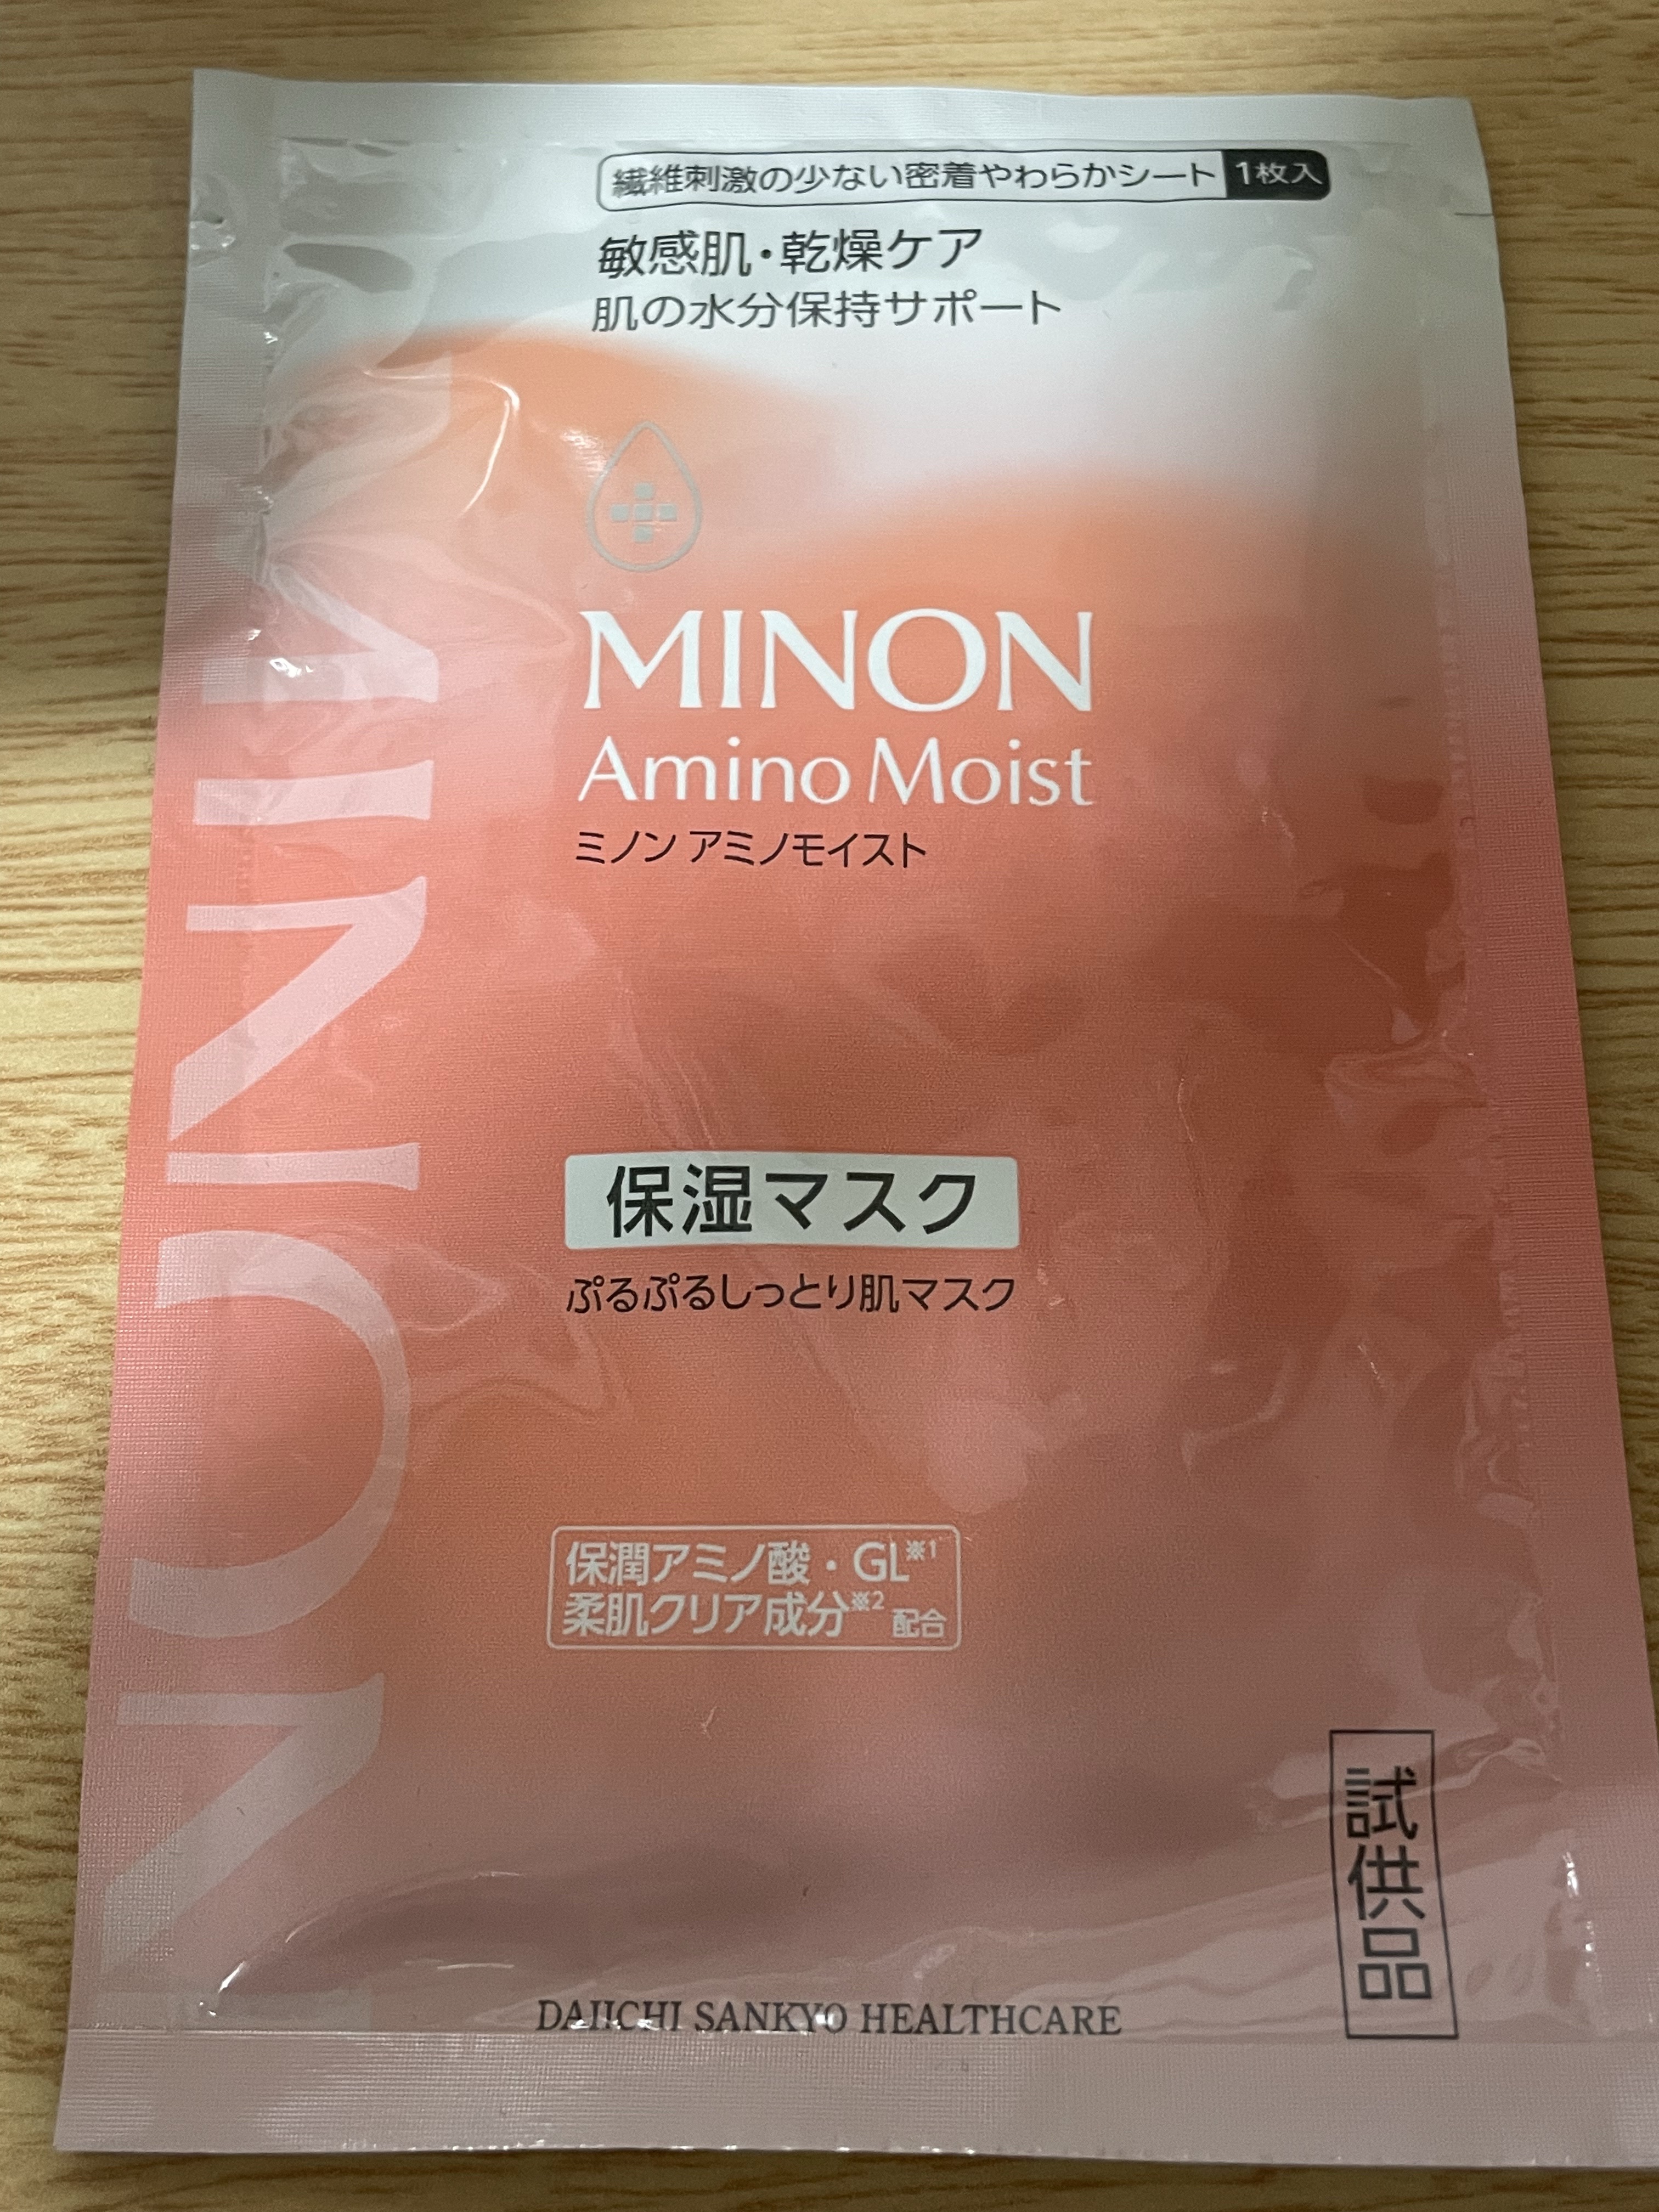 繊維刺激の少ない密着やわらかシート 1枚入
敏感肌・乾燥ケア
肌の水分保持サポート
MINON
Amino Moist
ミノン アミノモイスト
保湿マスク
ぷるぷるしっとり肌マスク
保潤アミノ酸・GL※1
柔肌クリア成分※2 配合
試供品
DAIICHI SANKYO HEALTHCARE
MINON